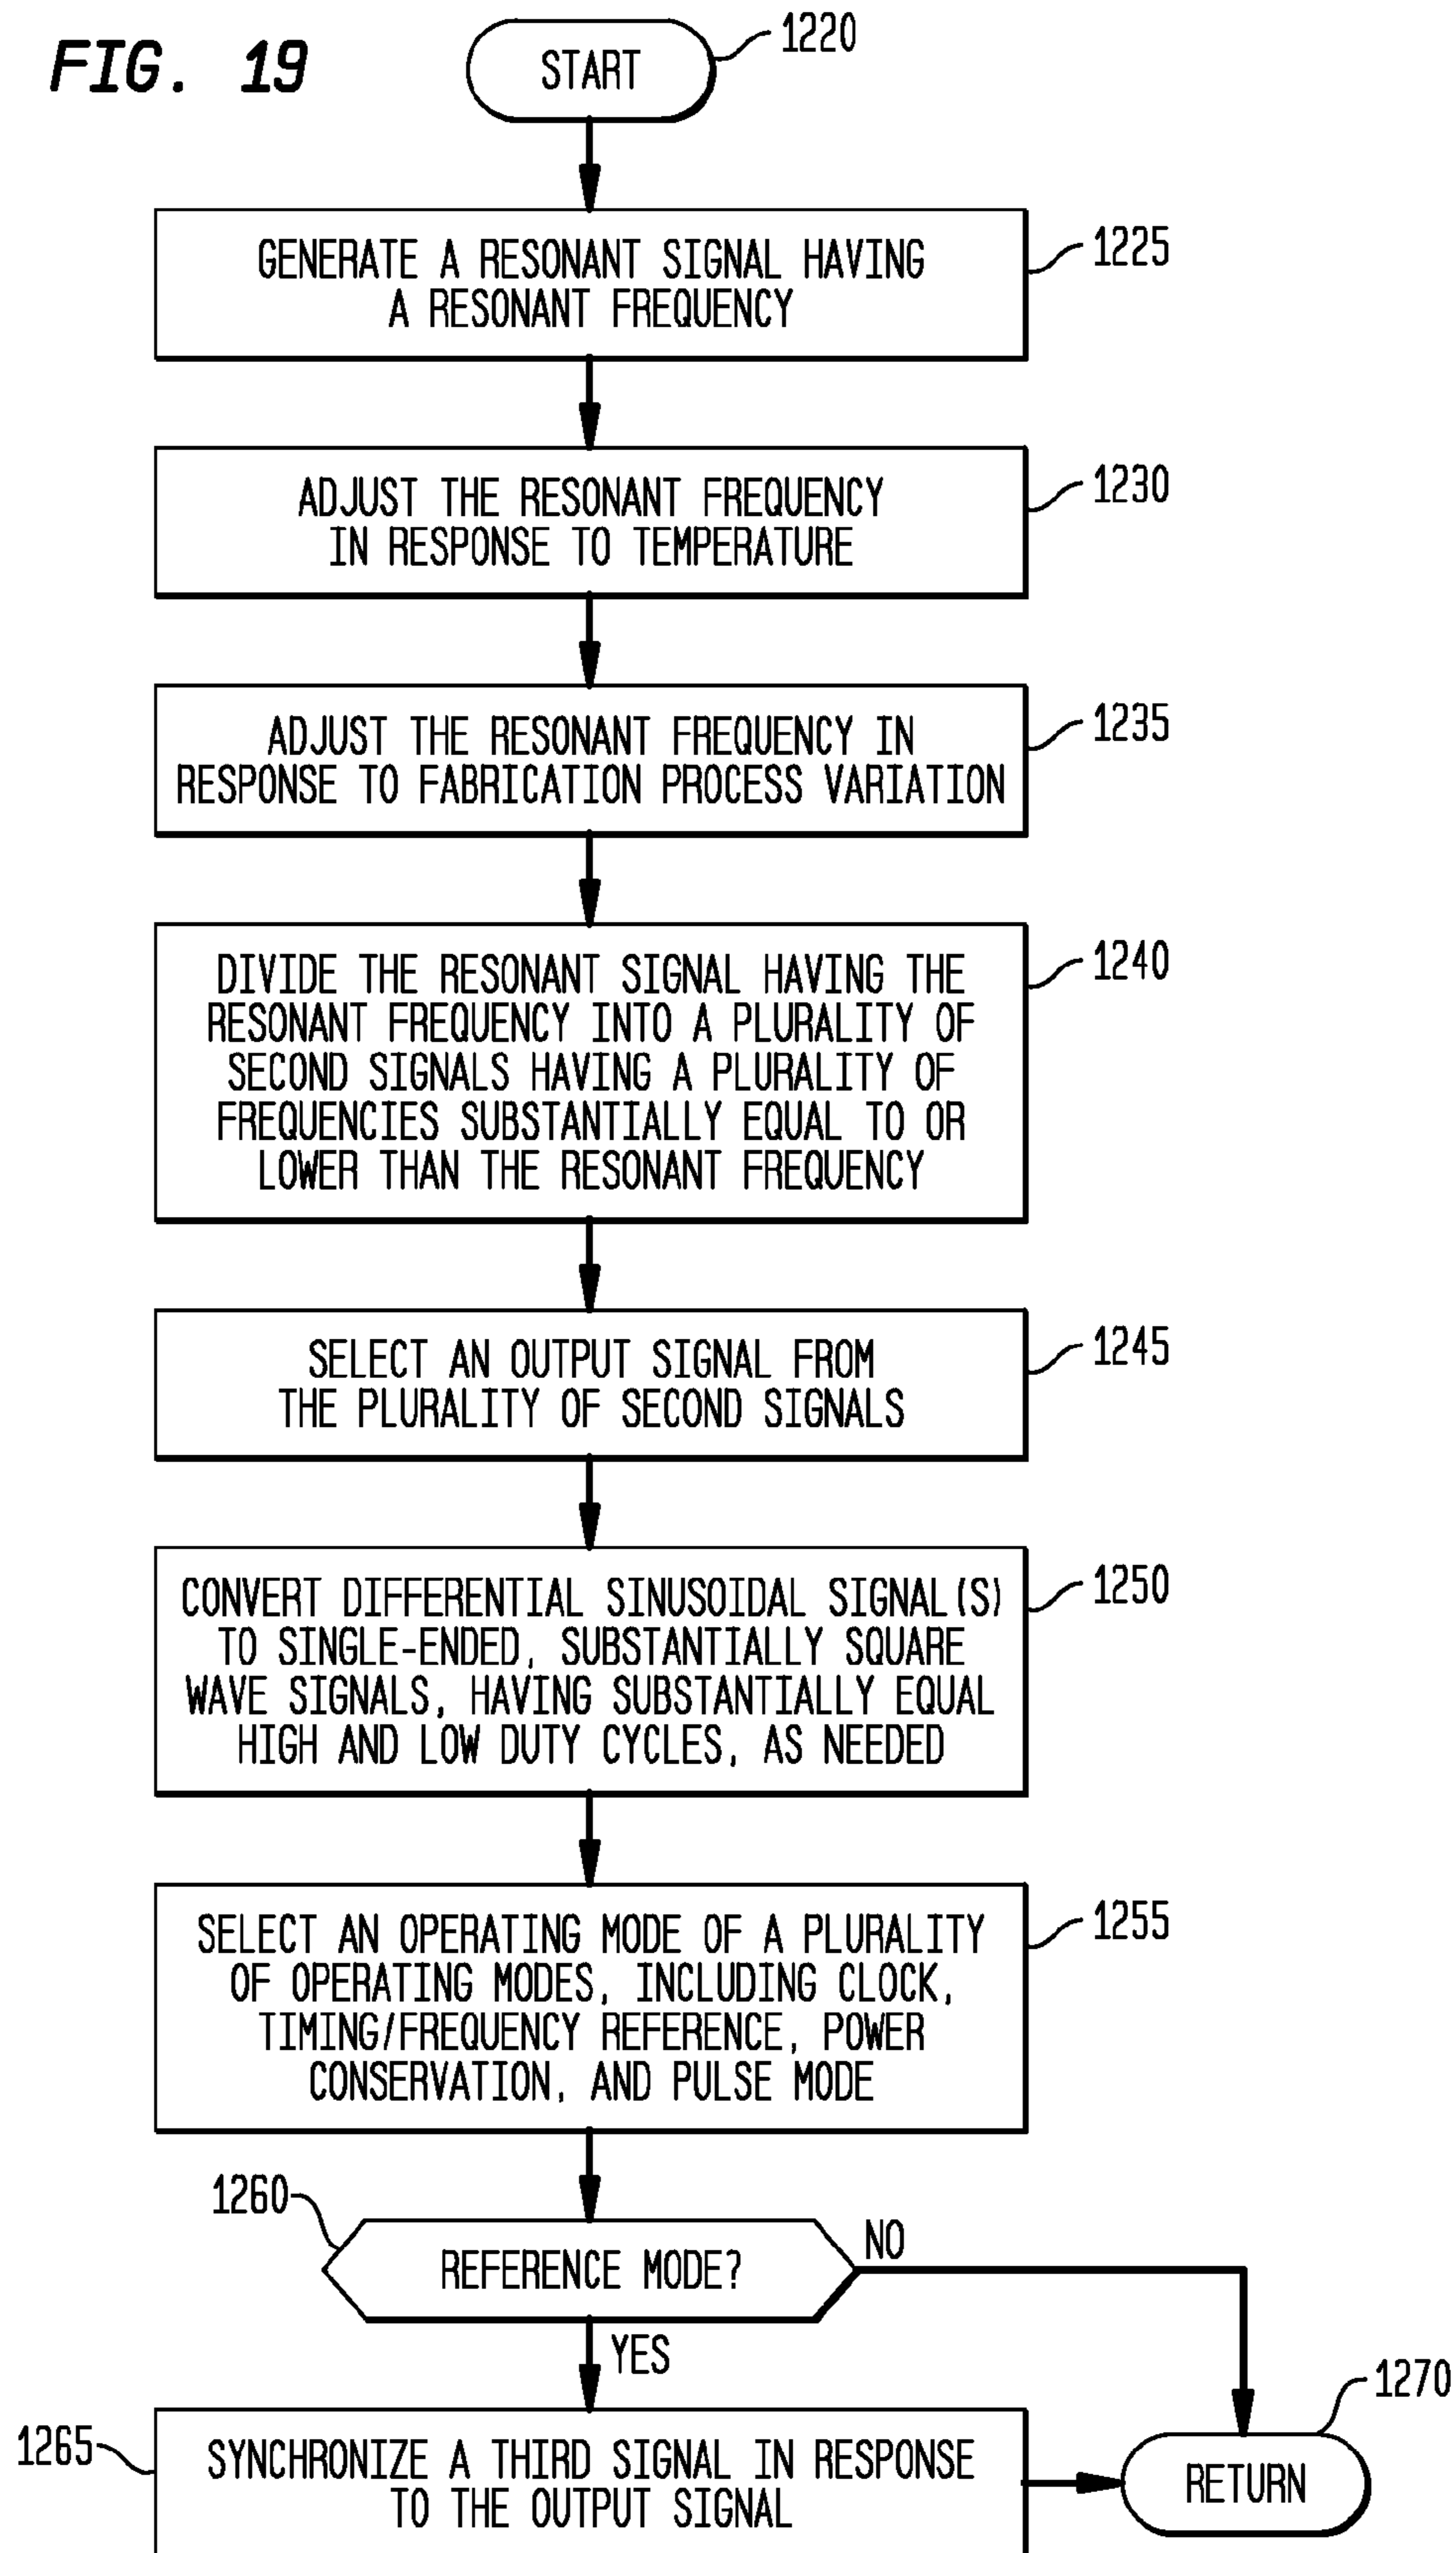 FIG. 19
START
1220
GENERATE A RESONANT SIGNAL HAVING
A RESONANT FREQUENCY
1225
ADJUST THE RESONANT FREQUENCY
IN RESPONSE TO TEMPERATURE
1230
ADJUST THE RESONANT FREQUENCY IN
RESPONSE TO FABRICATION PROCESS VARIATION
1235
DIVIDE THE RESONANT SIGNAL HAVING THE
RESONANT FREQUENCY INTO A PLURALITY OF
SECOND SIGNALS HAVING A PLURALITY OF
FREQUENCIES SUBSTANTIALLY EQUAL TO OR
LOWER THAN THE RESONANT FREQUENCY
1240
SELECT AN OUTPUT SIGNAL FROM
THE PLURALITY OF SECOND SIGNALS
1245
CONVERT DIFFERENTIAL SINUSOIDAL SIGNAL(S)
TO SINGLE-ENDED, SUBSTANTIALLY SQUARE
WAVE SIGNALS, HAVING SUBSTANTIALLY EQUAL
HIGH AND LOW DUTY CYCLES, AS NEEDED
1250
SELECT AN OPERATING MODE OF A PLURALITY
OF OPERATING MODES, INCLUDING CLOCK,
TIMING/FREQUENCY REFERENCE, POWER
CONSERVATION, AND PULSE MODE
1255
1260
REFERENCE MODE?
NO
YES
1265
SYNCHRONIZE A THIRD SIGNAL IN RESPONSE
TO THE OUTPUT SIGNAL
1270
RETURN